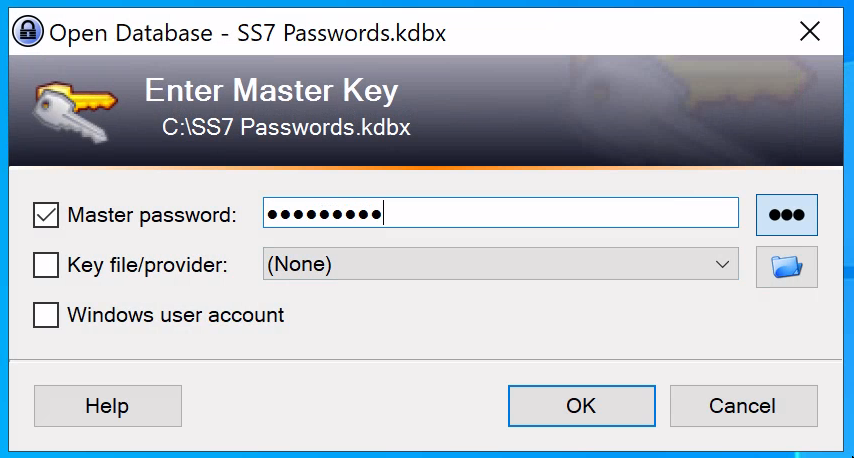 Open Database - SS7 Passwords.kdbx
Enter Master Key
C:\SS7 Passwords.kdbx
Master password: ●●●●●●●●●
Key file/provider: (None)
Windows user account
Help OK Cancel